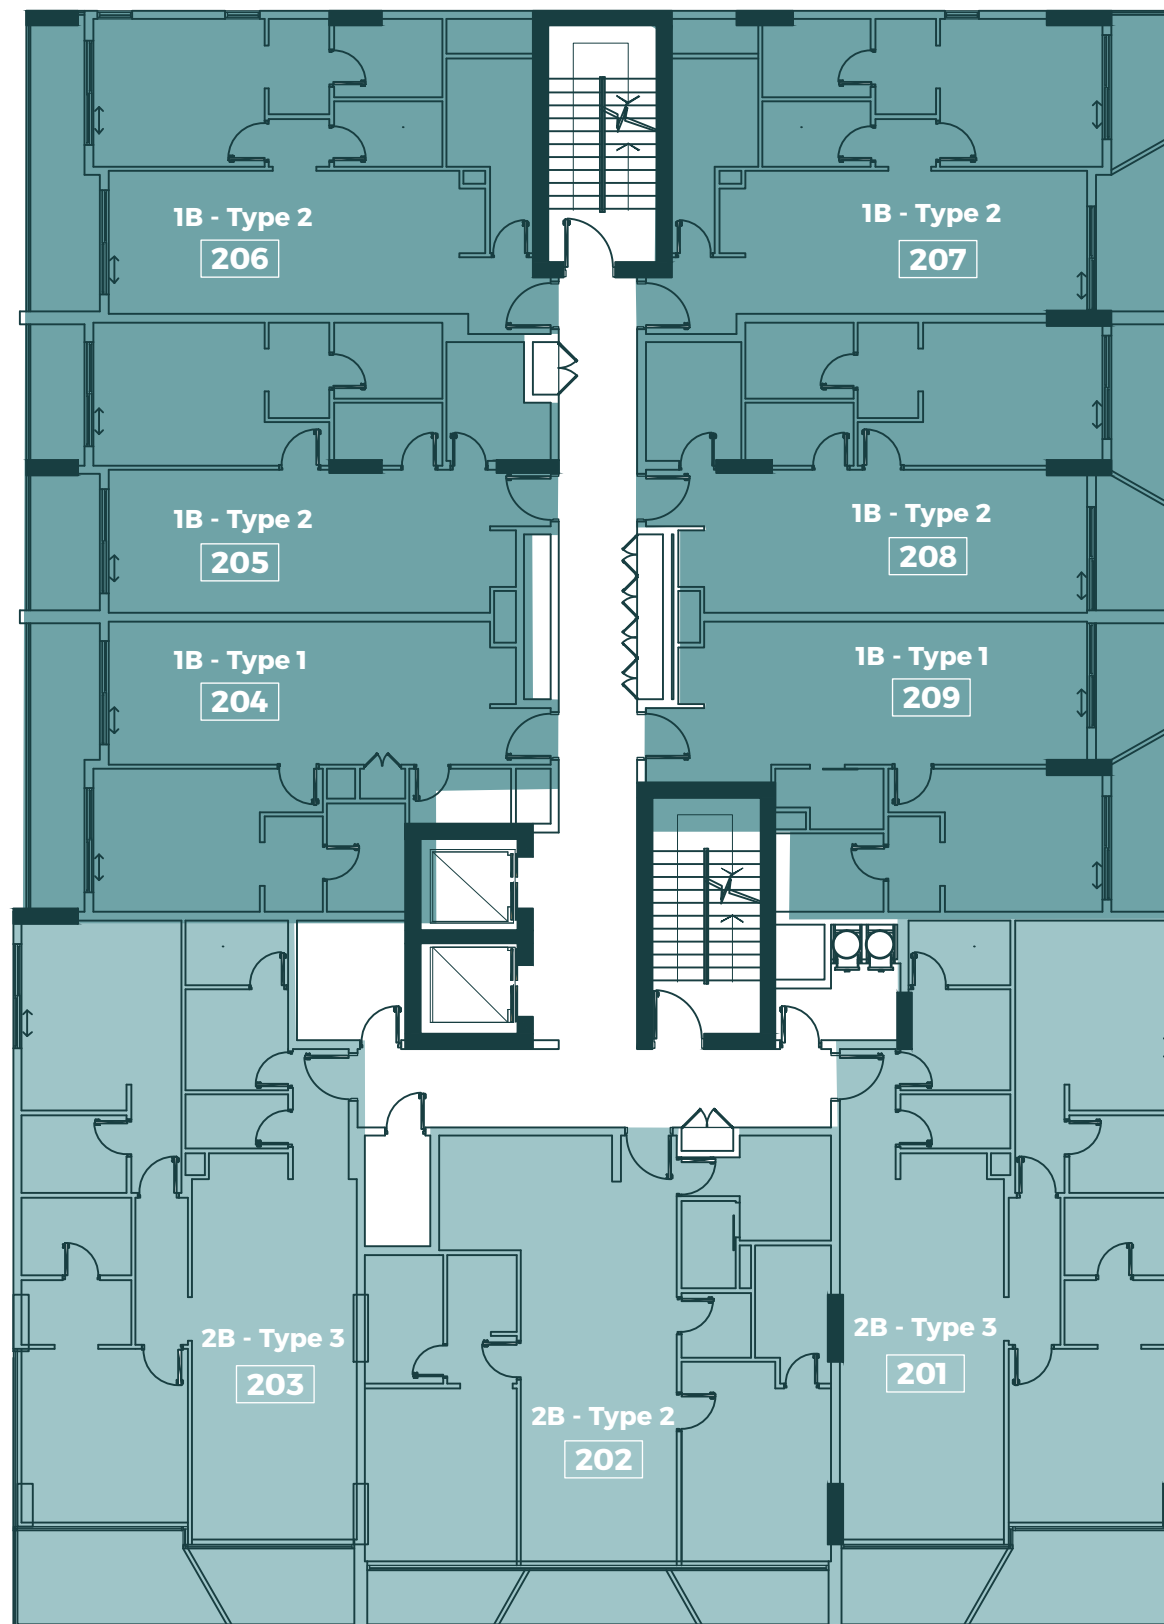 1B - Type 2
206
1B - Type 2
207
1B - Type 2
205
1B - Type 2
208
1B - Type 1
204
1B - Type 1
209
2B - Type 3
203
2B - Type 2
202
2B - Type 3
201